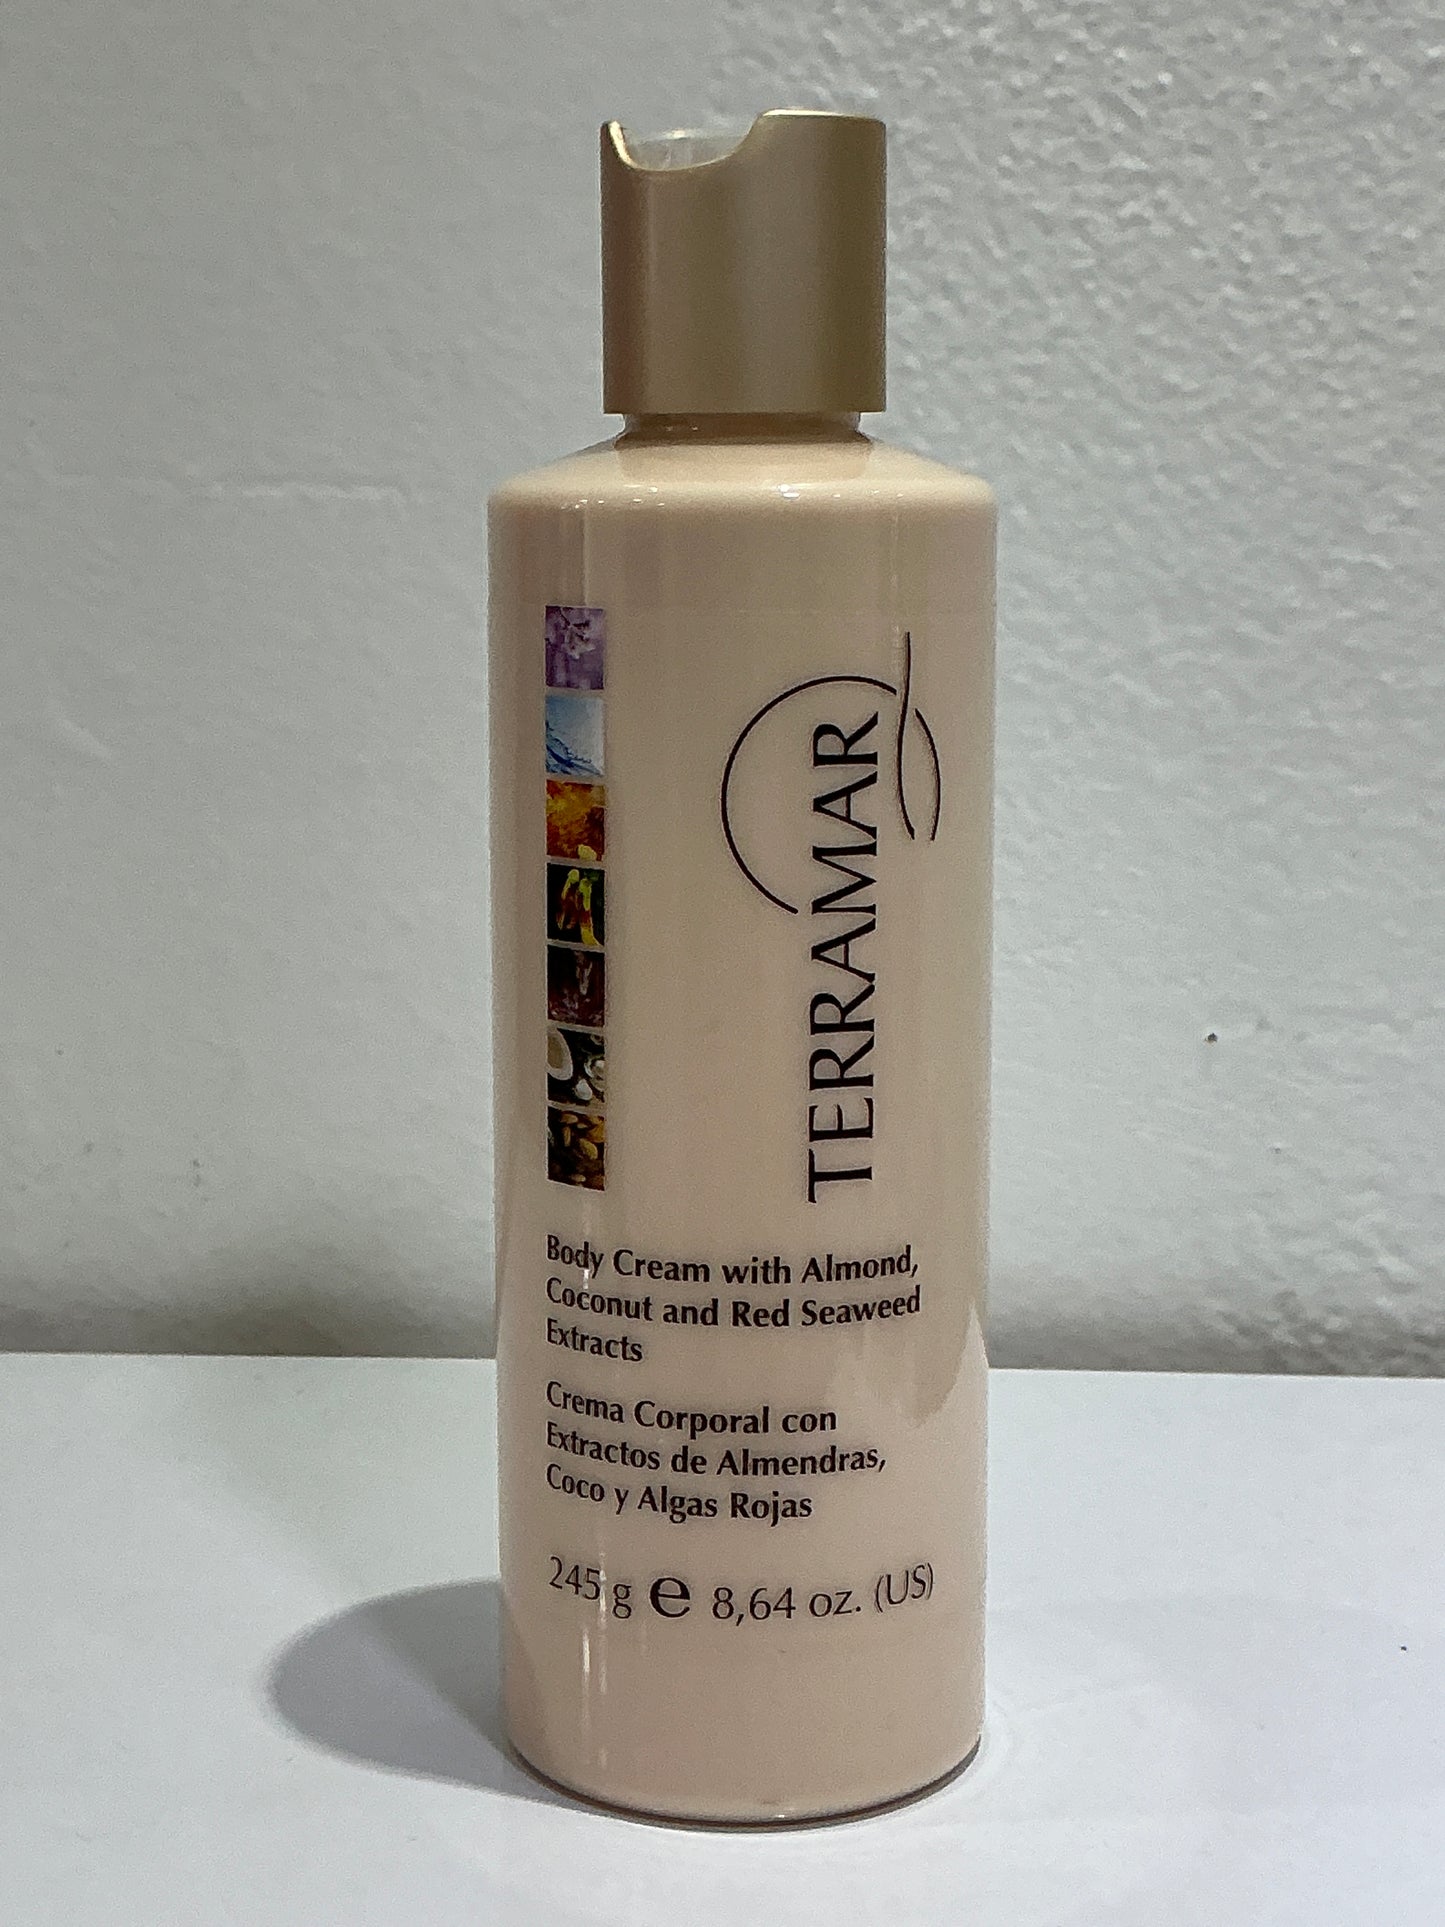 TERRAMAR
Body Cream with Almond,
Coconut and Red Seaweed
Extracts
Crema Corporal con
Extractos de Almendras,
Coco y Algas Rojas
245 g e 8,64 oz. (US)